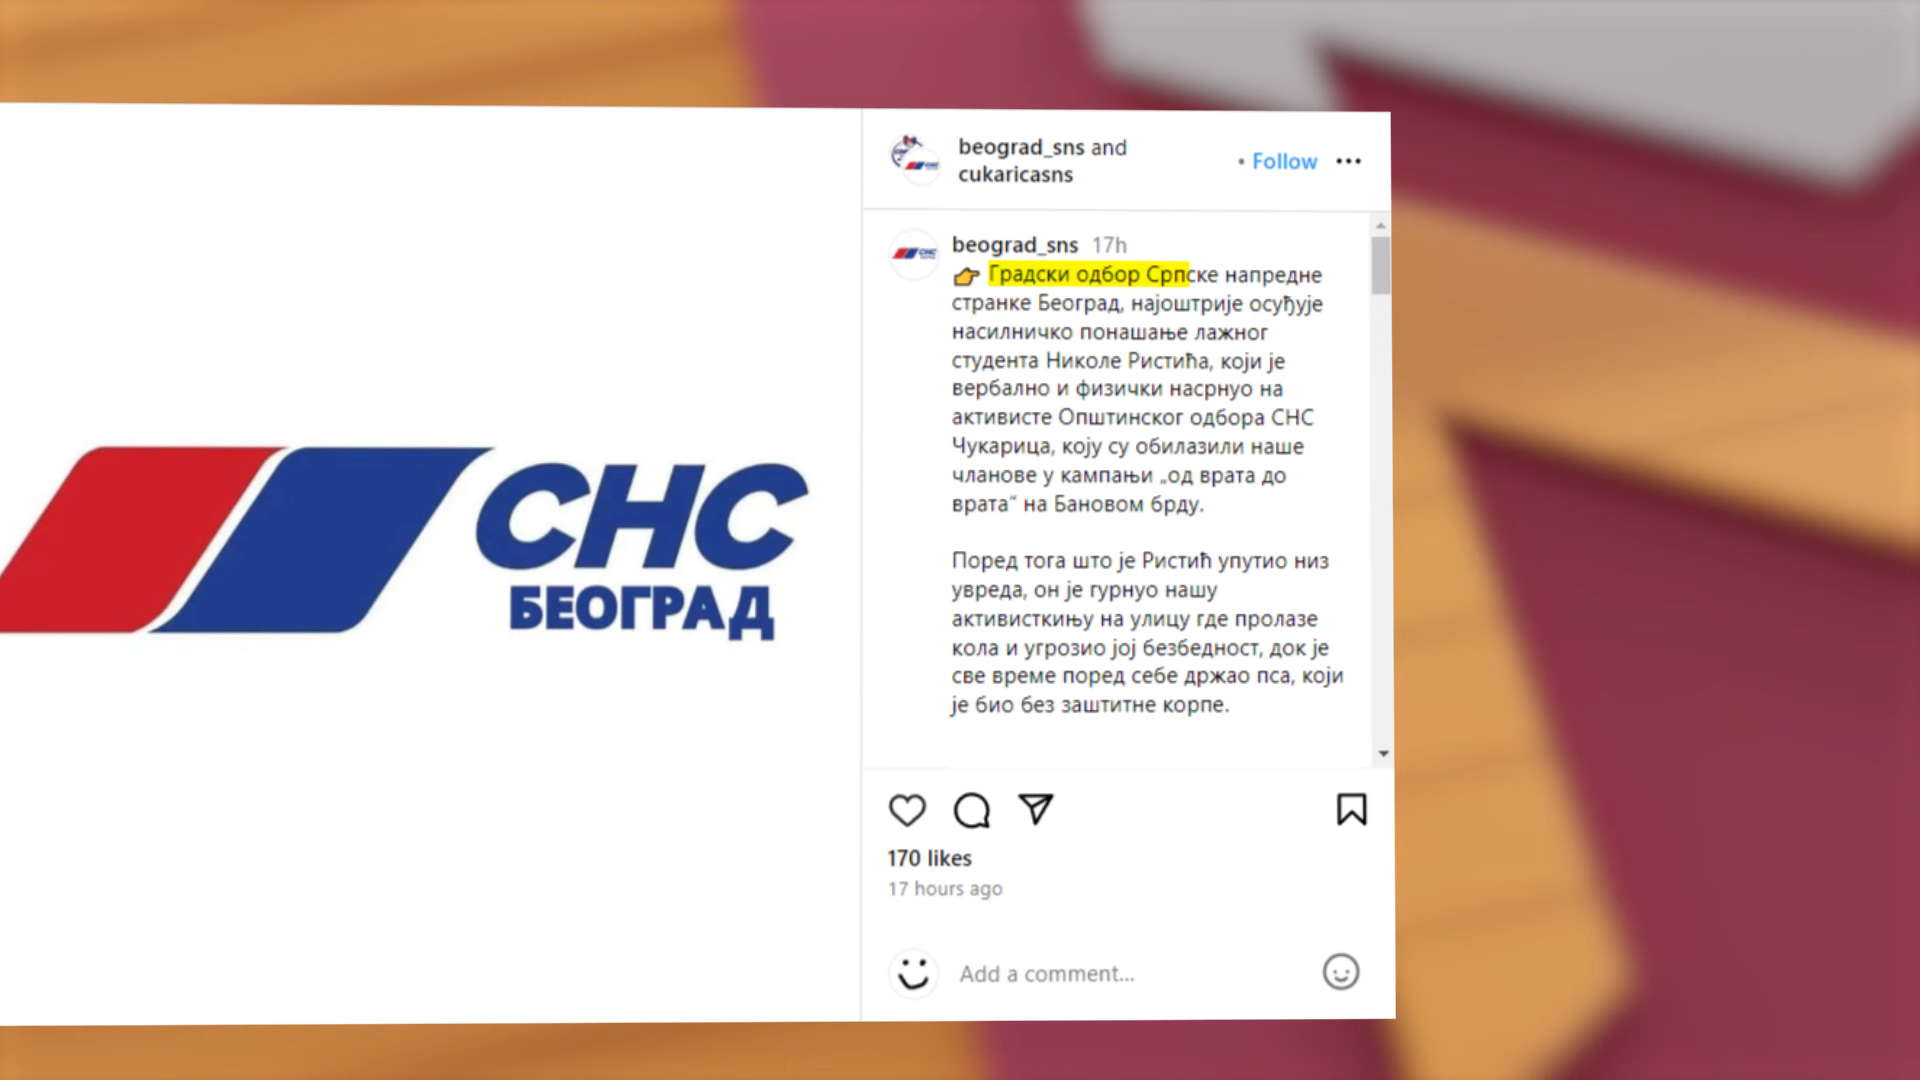 СНС
БЕОГРАД
beograd_sns and
cukaricasns
• Follow
beograd_sns 17h
👉 Градски одбор Српске напредне
странке Београд, најоштрије осуђује
насилничко понашање лажног
студента Николе Ристића, који је
вербално и физички насрнуо на
активисте Општинског одбора СНС
Чукарица, коју су обилазили наше
чланове у кампањи „од врата до
врата“ на Бановом брду.
Поред тога што је Ристић упутио низ
увреда, он је гурнуо нашу
активисткињу на улицу где пролазе
кола и угрозио јој безбедност, док је
све време поред себе држао пса, који
је био без заштитне корпе.
170 likes
17 hours ago
Add a comment...